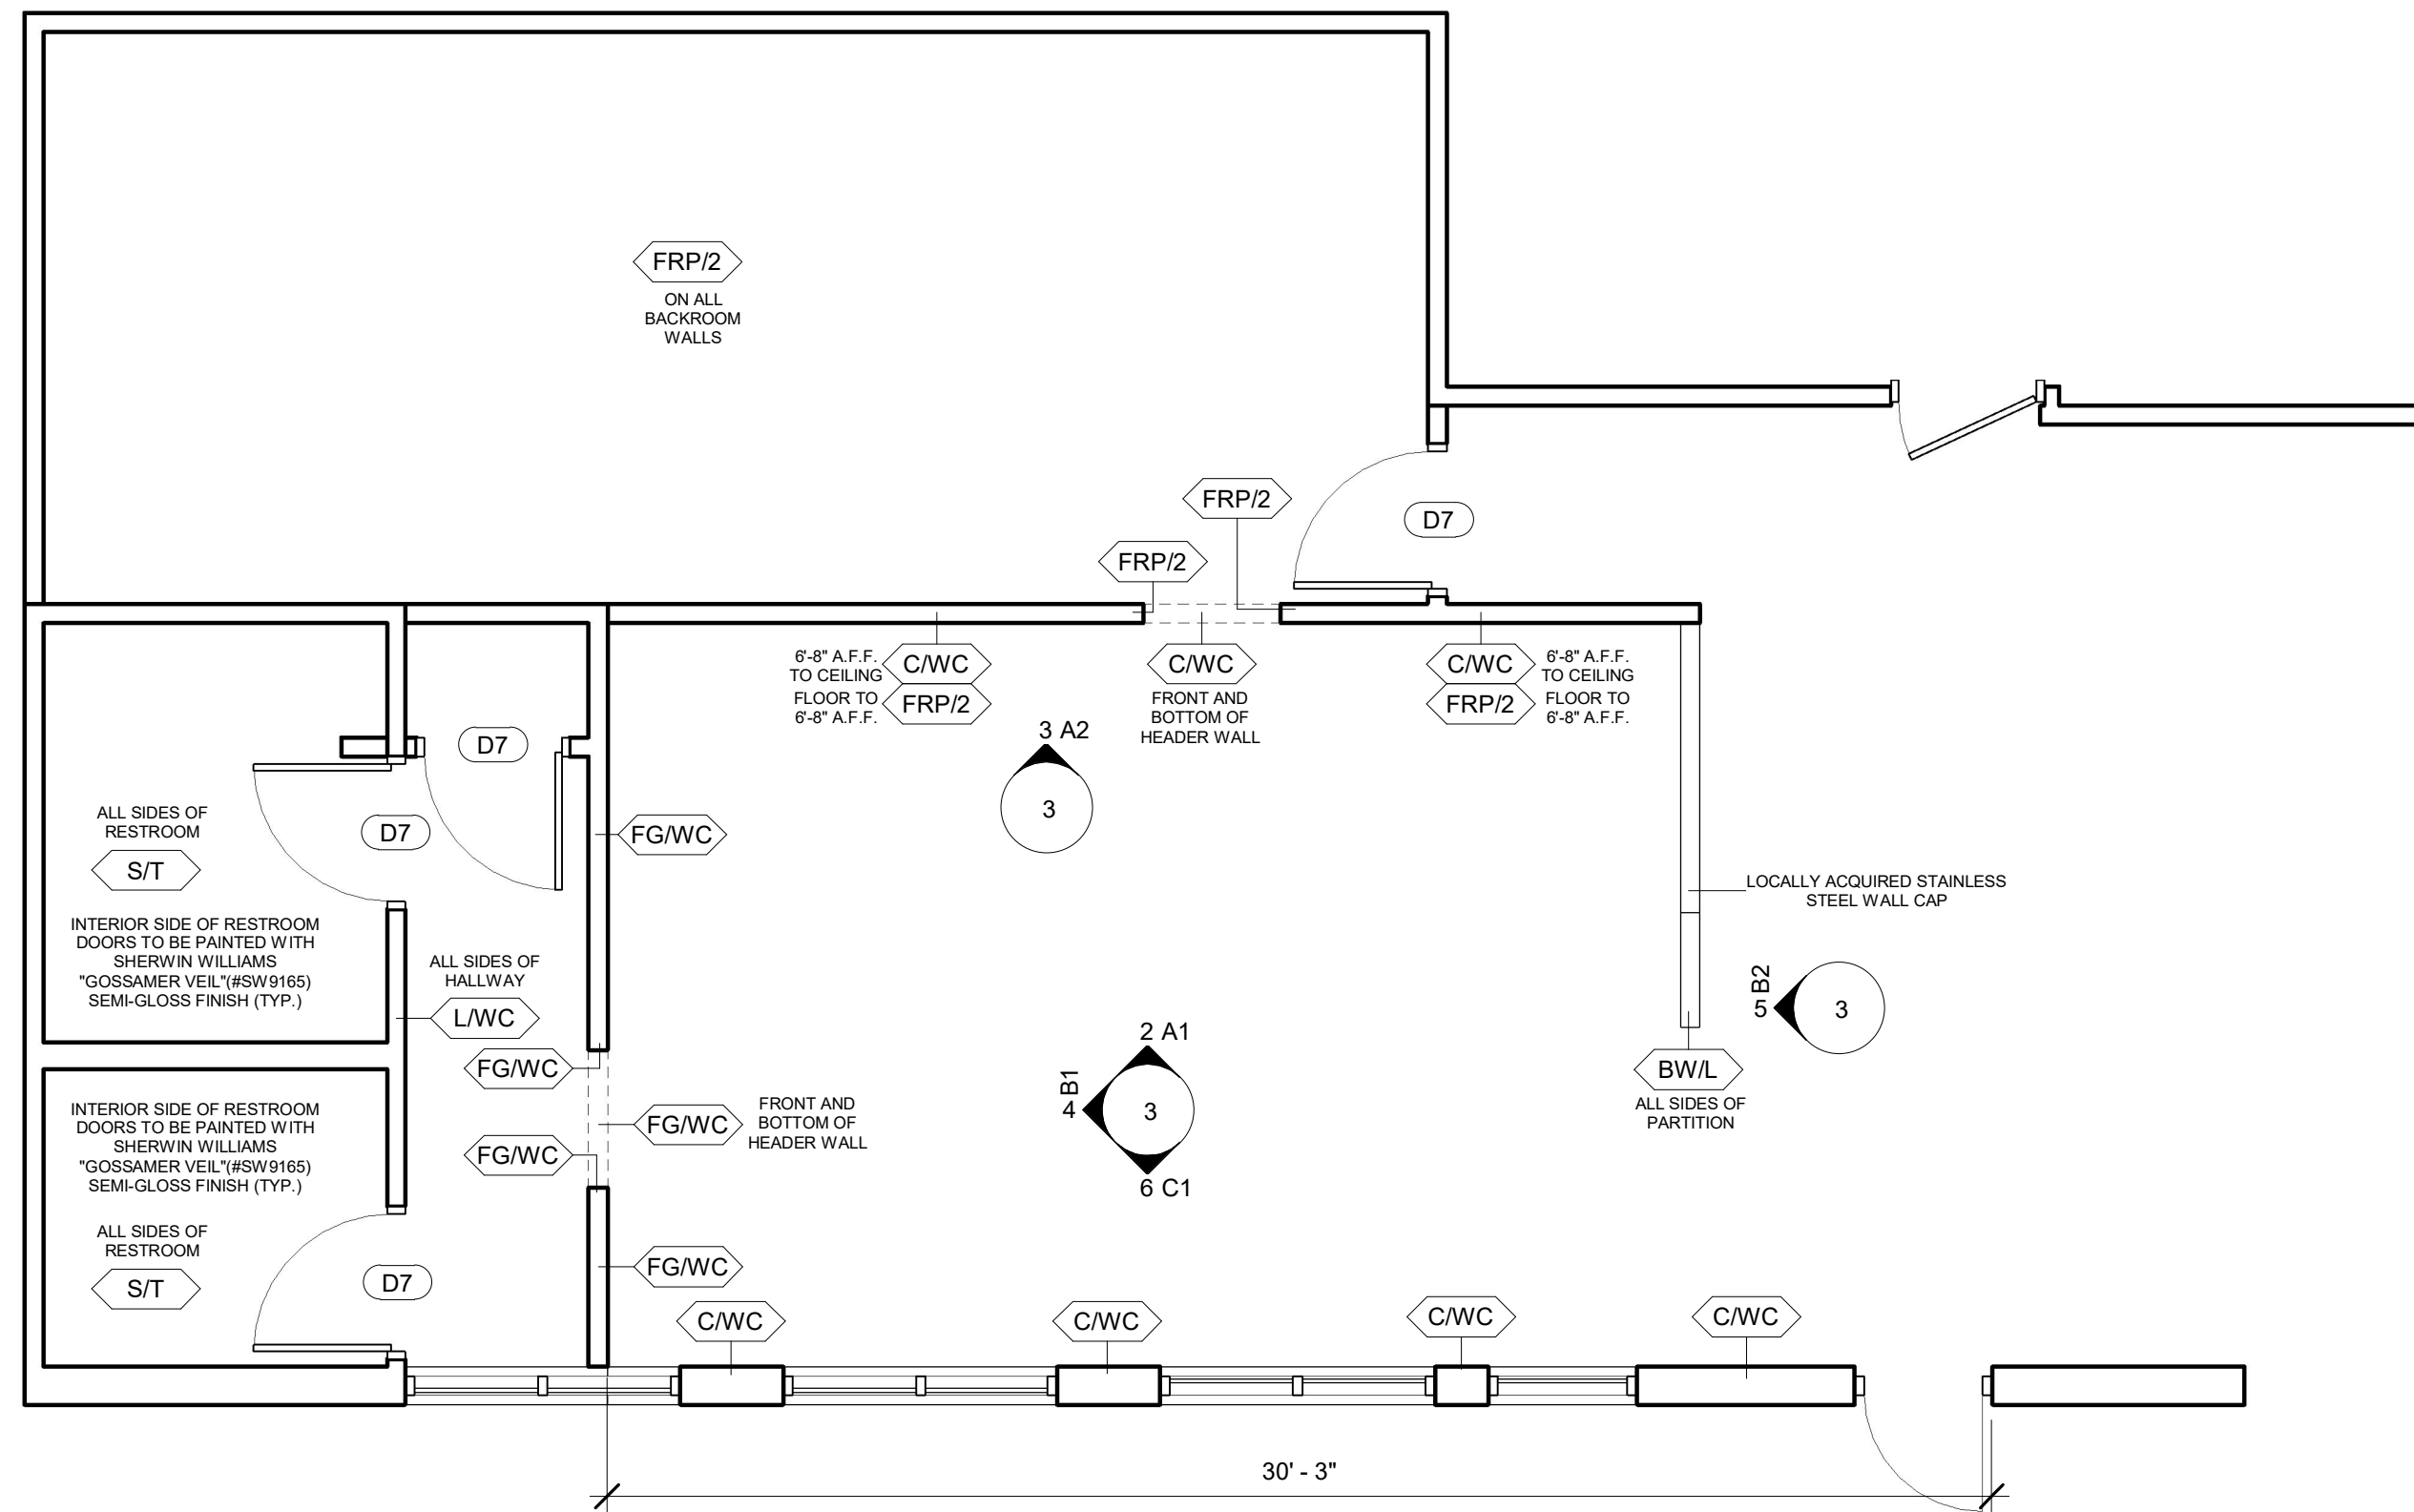 FRP/2
ON ALL
BACKROOM
WALLS
FRP/2
D7
FRP/2
6'-8" A.F.F.
TO CEILING
C/WC
FLOOR TO
6'-8" A.F.F.
FRP/2
C/WC
FRONT AND
BOTTOM OF
HEADER WALL
C/WC
6'-8" A.F.F.
TO CEILING
FRP/2
FLOOR TO
6'-8" A.F.F.
3 A2
3
D7
ALL SIDES OF
RESTROOM
S/T
D7
FG/WC
INTERIOR SIDE OF RESTROOM
DOORS TO BE PAINTED WITH
SHERWIN WILLIAMS
"GOSSAMER VEIL"(#SW9165)
SEMI-GLOSS FINISH (TYP.)
ALL SIDES OF
HALLWAY
L/WC
LOCALLY ACQUIRED STAINLESS
STEEL WALL CAP
5 B2
3
FG/WC
2 A1
4 B1
3
6 C1
BW/L
ALL SIDES OF
PARTITION
FG/WC
FRONT AND
BOTTOM OF
HEADER WALL
FG/WC
INTERIOR SIDE OF RESTROOM
DOORS TO BE PAINTED WITH
SHERWIN WILLIAMS
"GOSSAMER VEIL"(#SW9165)
SEMI-GLOSS FINISH (TYP.)
ALL SIDES OF
RESTROOM
S/T
D7
FG/WC
C/WC
C/WC
C/WC
C/WC
30' - 3"